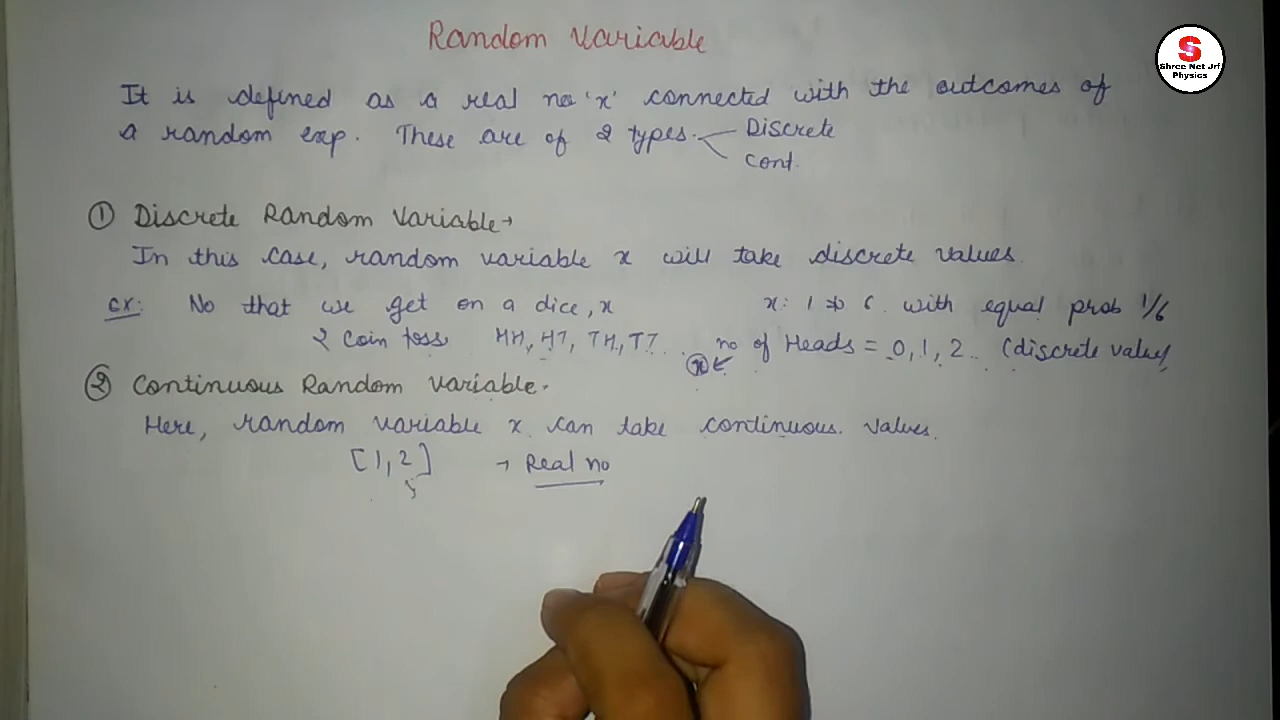 Random Variable
S
Shree Net Jrf
Physics
It is defined as a real no 'x' connected with the outcomes of
a random exp. These are of 2 types. Discrete
cont.
① Discrete Random Variable→
In this case, random variable x will take discrete values
ex: No that we get on a dice, x x: 1 to 6 with equal prob 1/6
2 Coin toss HH, HT, TH, TT no of Heads = 0, 1, 2 (discrete value)
(x)
② Continuous Random Variable.
Here, random variable x can take continuous values.
[1, 2] → Real no